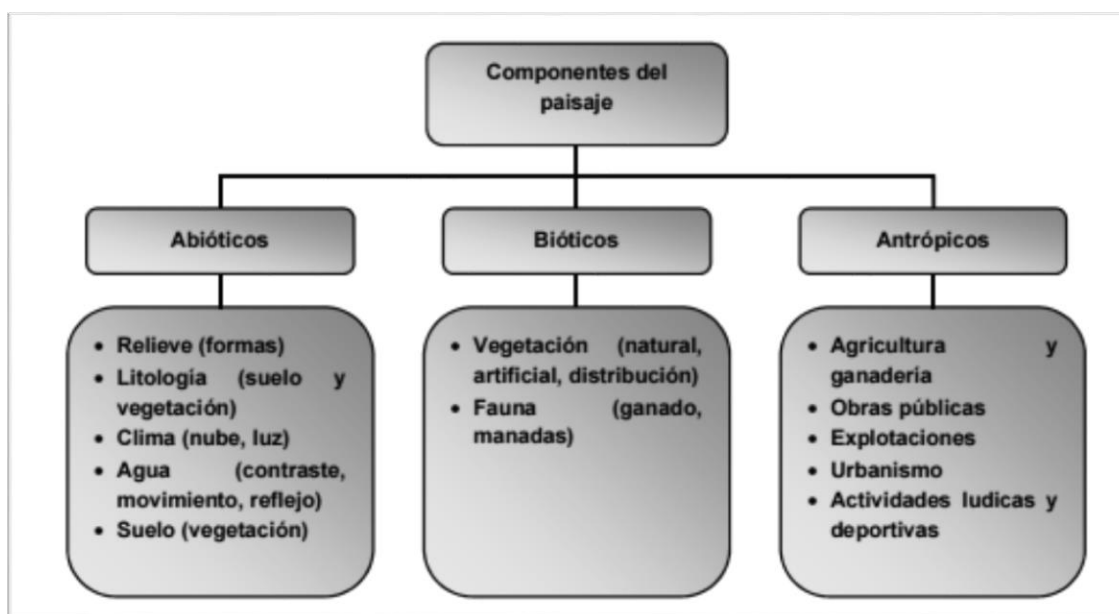 Componentes del
paisaje
Abióticos
Bióticos
Antrópicos
• Relieve (formas)
• Litología (suelo y
vegetación)
• Clima (nube, luz)
• Agua (contraste,
movimiento, reflejo)
• Suelo (vegetación)
• Vegetación (natural,
artificial, distribución)
• Fauna (ganado,
manadas)
• Agricultura y
ganadería
• Obras públicas
• Explotaciones
• Urbanismo
• Actividades ludicas y
deportivas